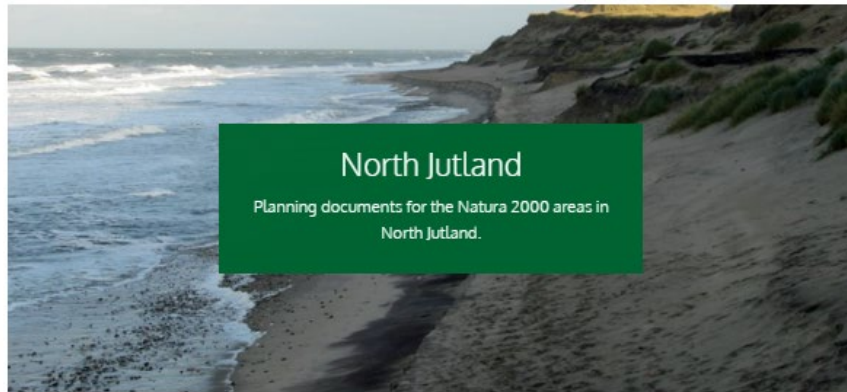 North Jutland
Planning documents for the Natura 2000 areas in
North Jutland.